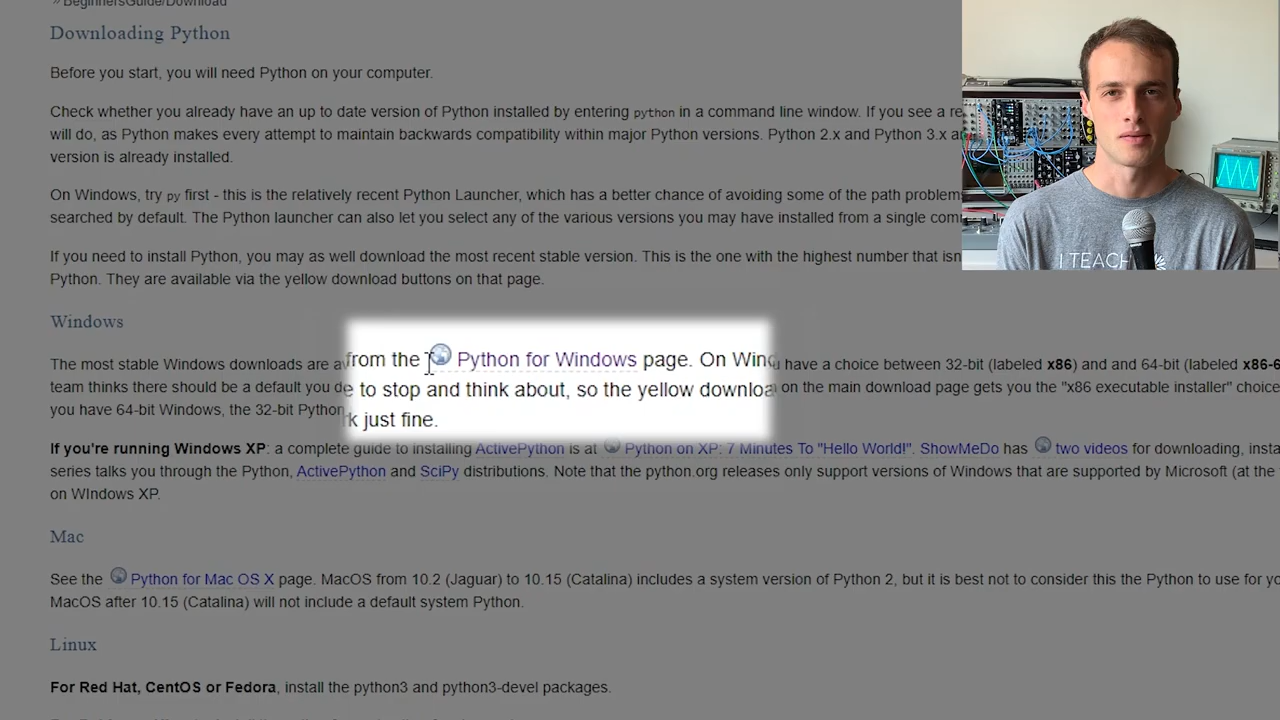 BeginnersGuide/Download
Downloading Python
Before you start, you will need Python on your computer.
Check whether you already have an up to date version of Python installed by entering python in a command line window. If you see a re
will do, as Python makes every attempt to maintain backwards compatibility within major Python versions. Python 2.x and Python 3.x a
version is already installed.
On Windows, try py first - this is the relatively recent Python Launcher, which has a better chance of avoiding some of the path problem
searched by default. The Python launcher can also let you select any of the various versions you may have installed from a single com
If you need to install Python, you may as well download the most recent stable version. This is the one with the highest number that isn
Python. They are available via the yellow download buttons on that page.
I TEACH
Windows
The most stable Windows downloads are a from the Python for Windows page. On Wind have a choice between 32-bit (labeled x86) and and 64-bit (labeled x86-6
team thinks there should be a default you d e to stop and think about, so the yellow downloa on the main download page gets you the "x86 executable installer" choice
you have 64-bit Windows, the 32-bit Python k just fine.
If you're running Windows XP: a complete guide to installing ActivePython is at Python on XP: 7 Minutes To "Hello World!". ShowMeDo has two videos for downloading, insta
series talks you through the Python, ActivePython and SciPy distributions. Note that the python.org releases only support versions of Windows that are supported by Microsoft (at the
on WIndows XP.
Mac
See the Python for Mac OS X page. MacOS from 10.2 (Jaguar) to 10.15 (Catalina) includes a system version of Python 2, but it is best not to consider this the Python to use for yo
MacOS after 10.15 (Catalina) will not include a default system Python.
Linux
For Red Hat, CentOS or Fedora, install the python3 and python3-devel packages.